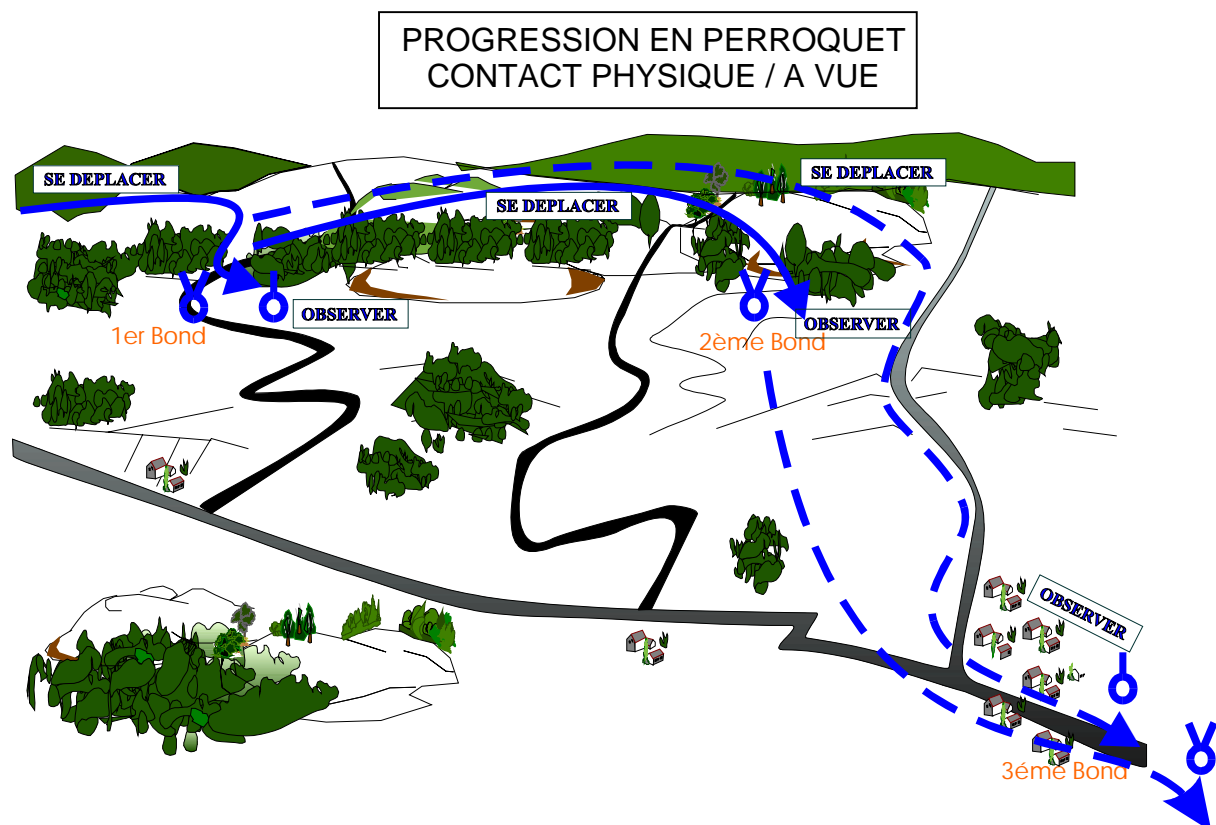 PROGRESSION EN PERROQUET
CONTACT PHYSIQUE / A VUE
SE DEPLACER
SE DEPLACER
SE DEPLACER
OBSERVER
1er Bond
OBSERVER
2ème Bond
OBSERVER
3éme Bond